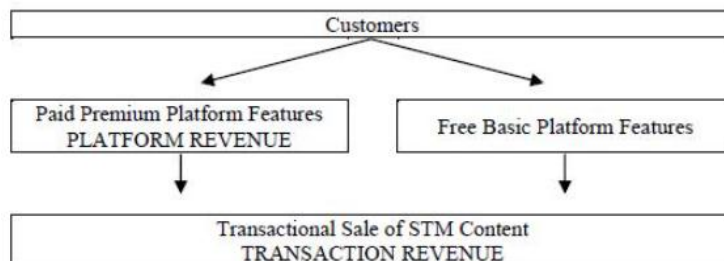 Customers
Paid Premium Platform Features
PLATFORM REVENUE
Free Basic Platform Features
Transactional Sale of STM Content
TRANSACTION REVENUE